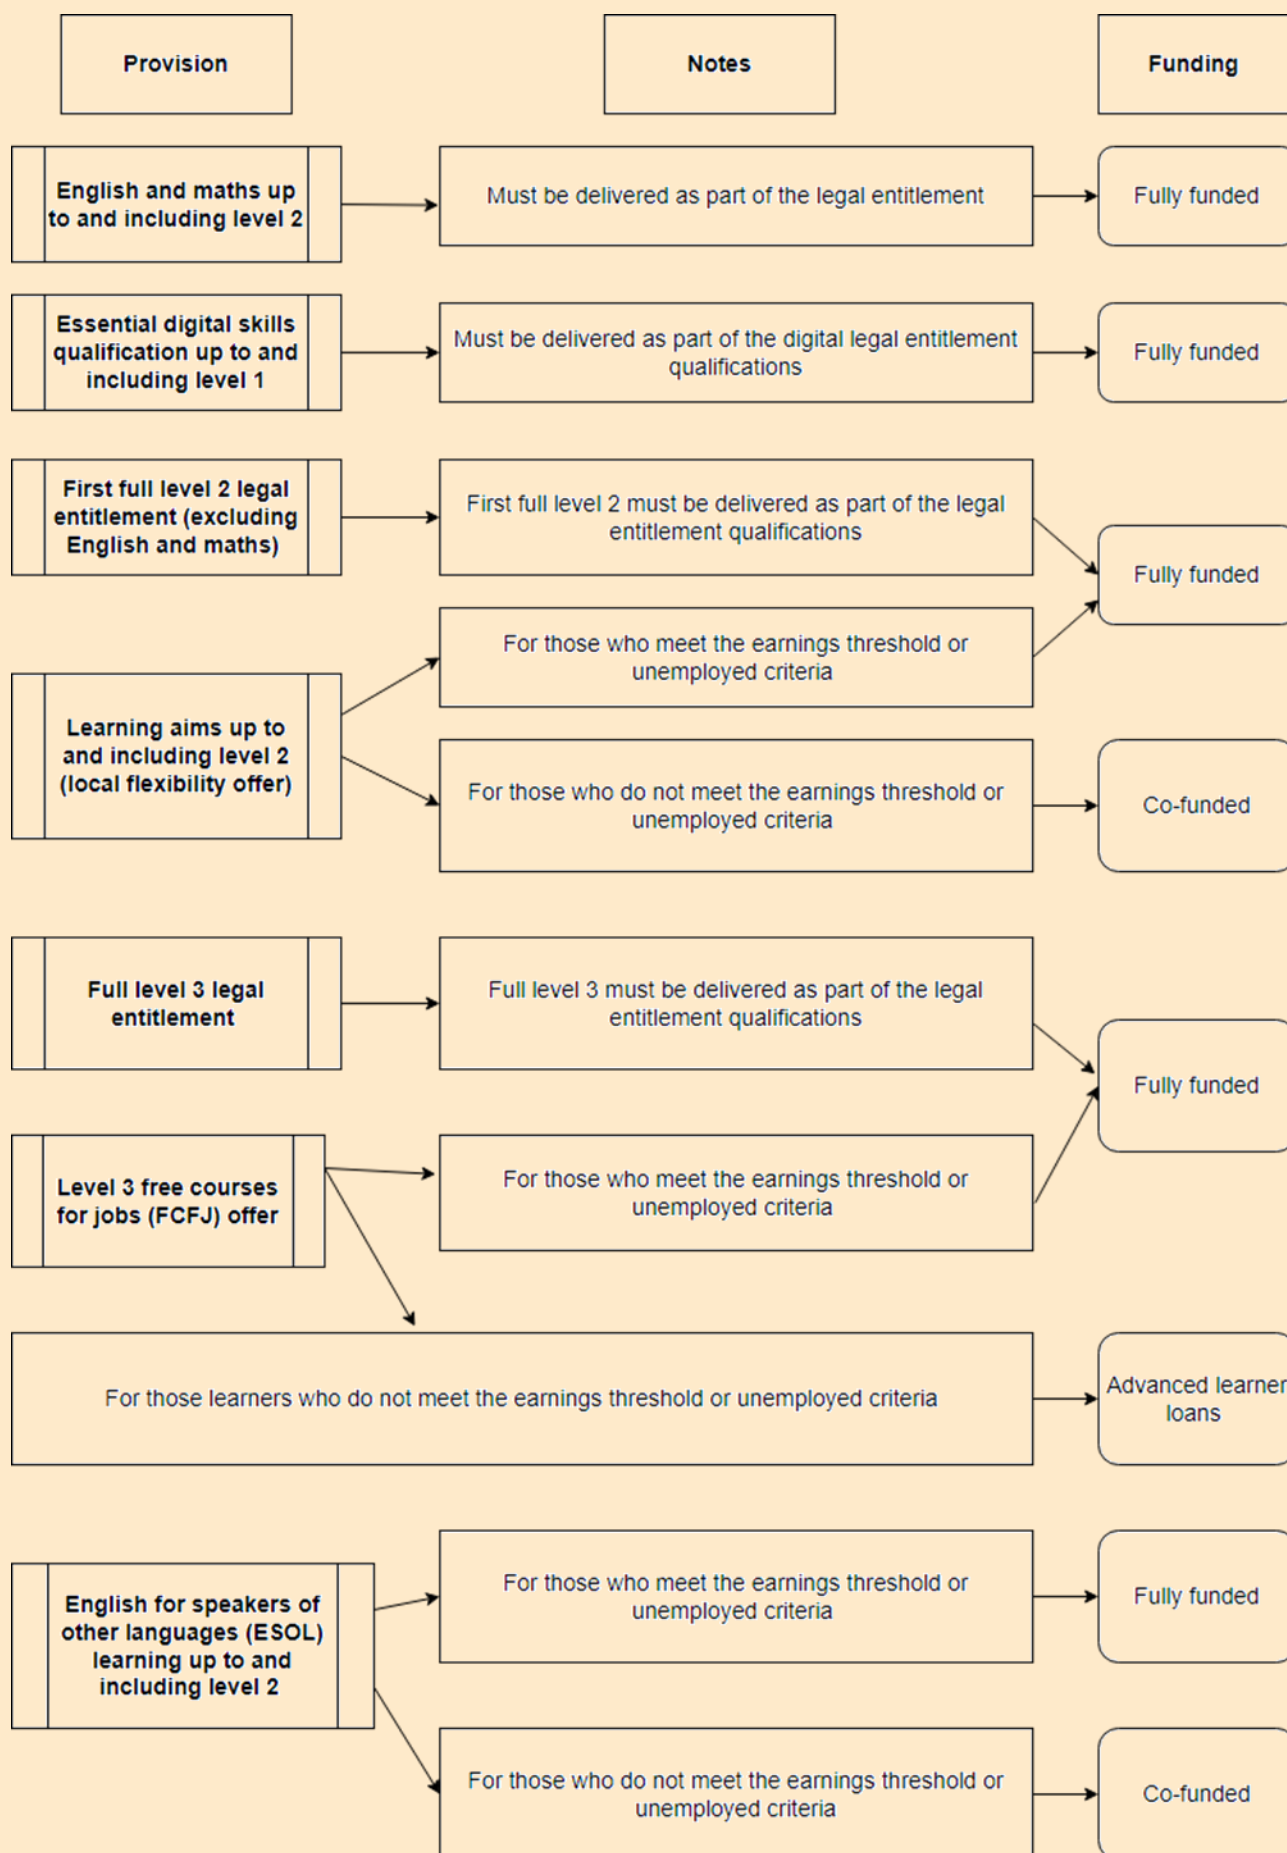 Provision
Notes
Funding
English and maths up
to and including level 2
Must be delivered as part of the legal entitlement
Fully funded
Essential digital skills
qualification up to and
including level 1
Must be delivered as part of the digital legal entitlement
qualifications
Fully funded
First full level 2 legal
entitlement (excluding
English and maths)
First full level 2 must be delivered as part of the legal
entitlement qualifications
Fully funded
Learning aims up to
and including level 2
(local flexibility offer)
For those who meet the earnings threshold or
unemployed criteria
For those who do not meet the earnings threshold or
unemployed criteria
Co-funded
Full level 3 legal
entitlement
Full level 3 must be delivered as part of the legal
entitlement qualifications
Fully funded
Level 3 free courses
for jobs (FCFJ) offer
For those who meet the earnings threshold or
unemployed criteria
For those learners who do not meet the earnings threshold or unemployed criteria
Advanced learner
loans
English for speakers of
other languages (ESOL)
learning up to and
including level 2
For those who meet the earnings threshold or
unemployed criteria
Fully funded
For those who do not meet the earnings threshold or
unemployed criteria
Co-funded